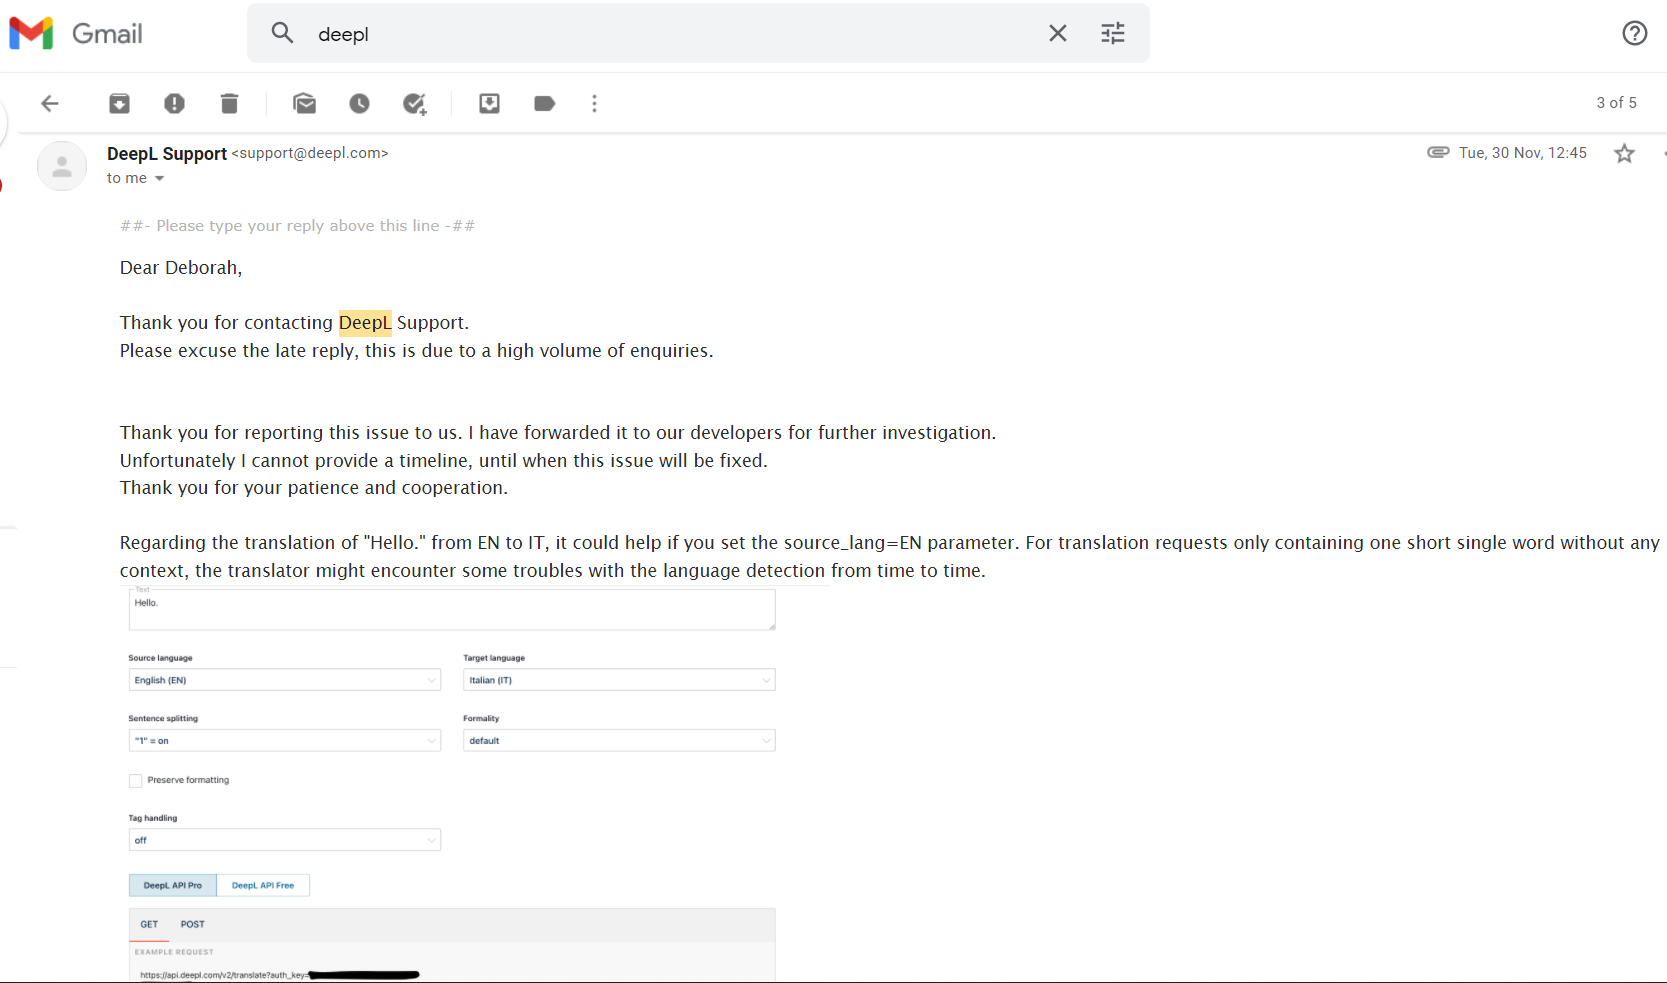 Gmail
deepl
3 of 5
DeepL Support <support@deepl.com>
Tue, 30 Nov, 12:45
to me
##- Please type your reply above this line -##
Dear Deborah,
Thank you for contacting DeepL Support.
Please excuse the late reply, this is due to a high volume of enquiries.
Thank you for reporting this issue to us. I have forwarded it to our developers for further investigation.
Unfortunately I cannot provide a timeline, until when this issue will be fixed.
Thank you for your patience and cooperation.
Regarding the translation of "Hello." from EN to IT, it could help if you set the source_lang=EN parameter. For translation requests only containing one short single word without any
context, the translator might encounter some troubles with the language detection from time to time.
Text
Hello.
Source language
Target language
English (EN)
Italian (IT)
Sentence splitting
Formality
"1" = on
default
Preserve formatting
Tag handling
off
DeepL API Pro
DeepL API Free
GET
POST
EXAMPLE REQUEST
https://api.deepl.com/v2/translate?auth_key=